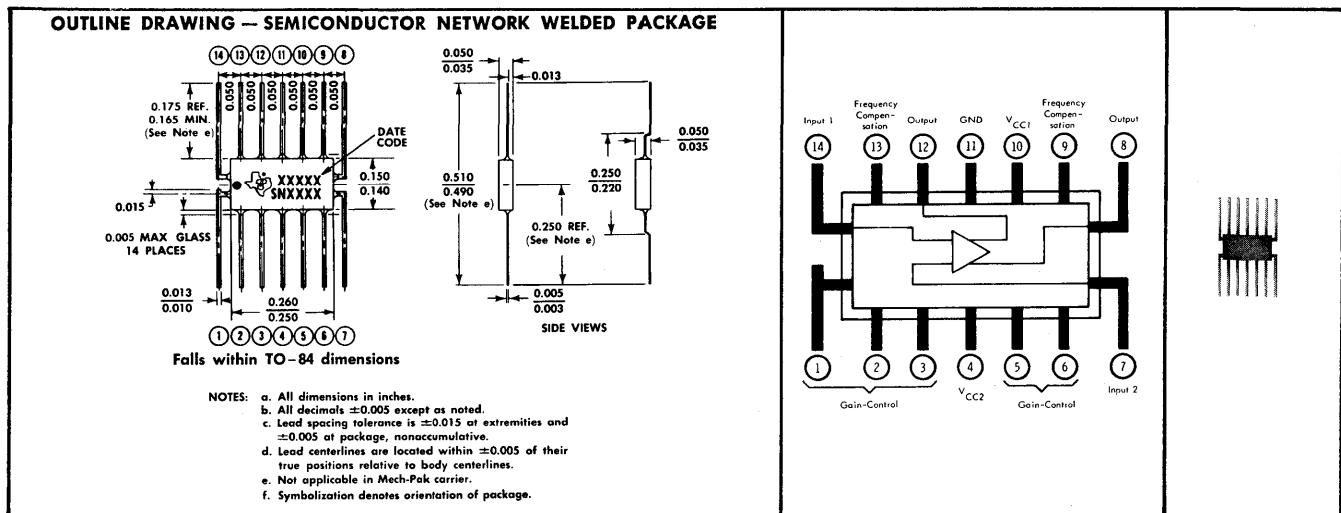 OUTLINE DRAWING — SEMICONDUCTOR NETWORK WELDED PACKAGE
14 13 12 11 10 9 8
0.050 0.050 0.050 0.050 0.050 0.050
0.175 REF.
0.165 MIN.
(See Note e)
DATE
CODE
XXXXX
SNXXXX
0.150
0.140
0.015
0.005 MAX GLASS
14 PLACES
0.013
0.010
0.260
0.250
1 2 3 4 5 6 7
Falls within TO-84 dimensions
0.050
0.035
0.013
0.510
0.490
(See Note e)
0.050
0.035
0.250
0.220
0.250 REF.
(See Note e)
0.005
0.003
SIDE VIEWS
NOTES: a. All dimensions in inches.
b. All decimals ±0.005 except as noted.
c. Lead spacing tolerance is ±0.015 at extremities and
±0.005 at package, nonaccumulative.
d. Lead centerlines are located within ±0.005 of their
true positions relative to body centerlines.
e. Not applicable in Mech-Pak carrier.
f. Symbolization denotes orientation of package.
Input 1
Frequency
Compen-
sation
Output
GND
VCC1
Frequency
Compen-
sation
Output
14 13 12 11 10 9 8
1 2 3 4 5 6 7
Gain-Control
VCC2
Gain-Control
Input 2